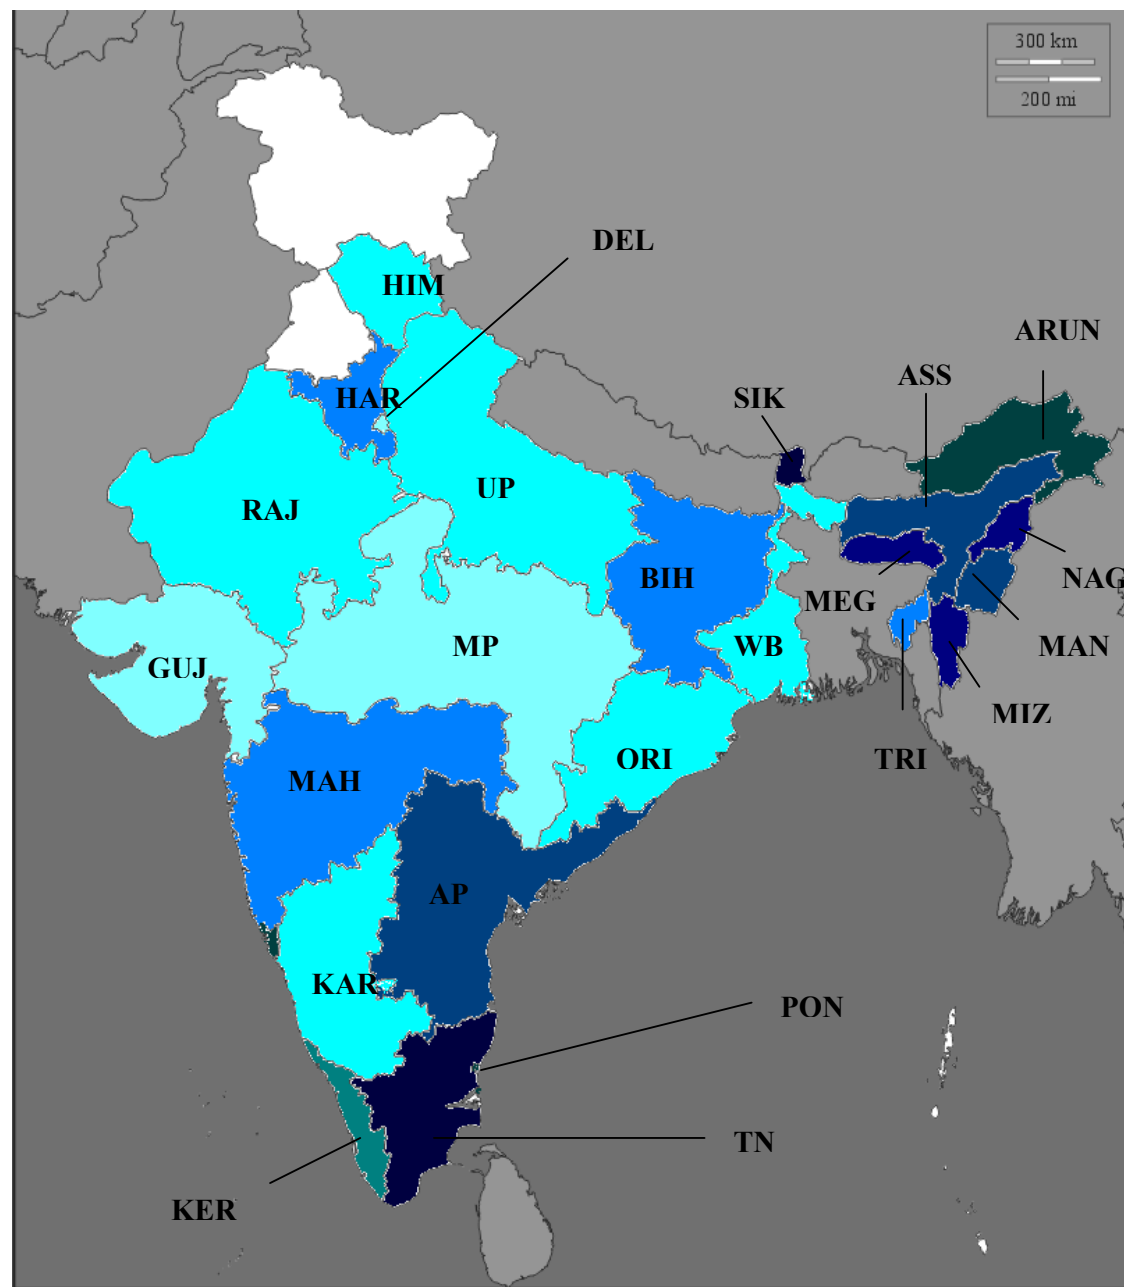 300 km
200 mi
DEL
HIM
ARUN
ASS
SIK
HAR
UP
RAJ
BIH
NAG
MEG
MAN
WB
MP
GUJ
MIZ
TRI
ORI
MAH
AP
KAR
PON
TN
KER